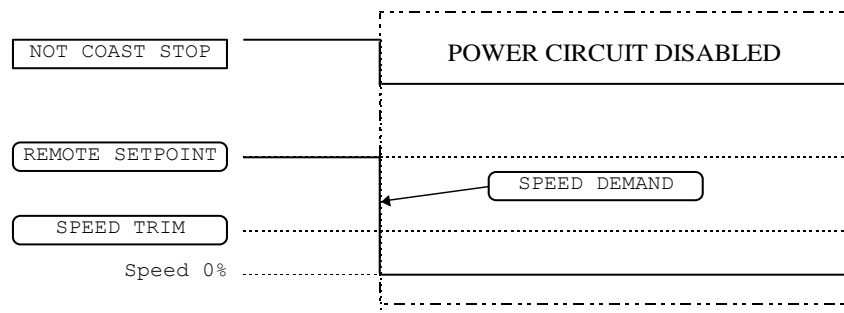 NOT COAST STOP
POWER CIRCUIT DISABLED
REMOTE SETPOINT
SPEED DEMAND
SPEED TRIM
Speed 0%